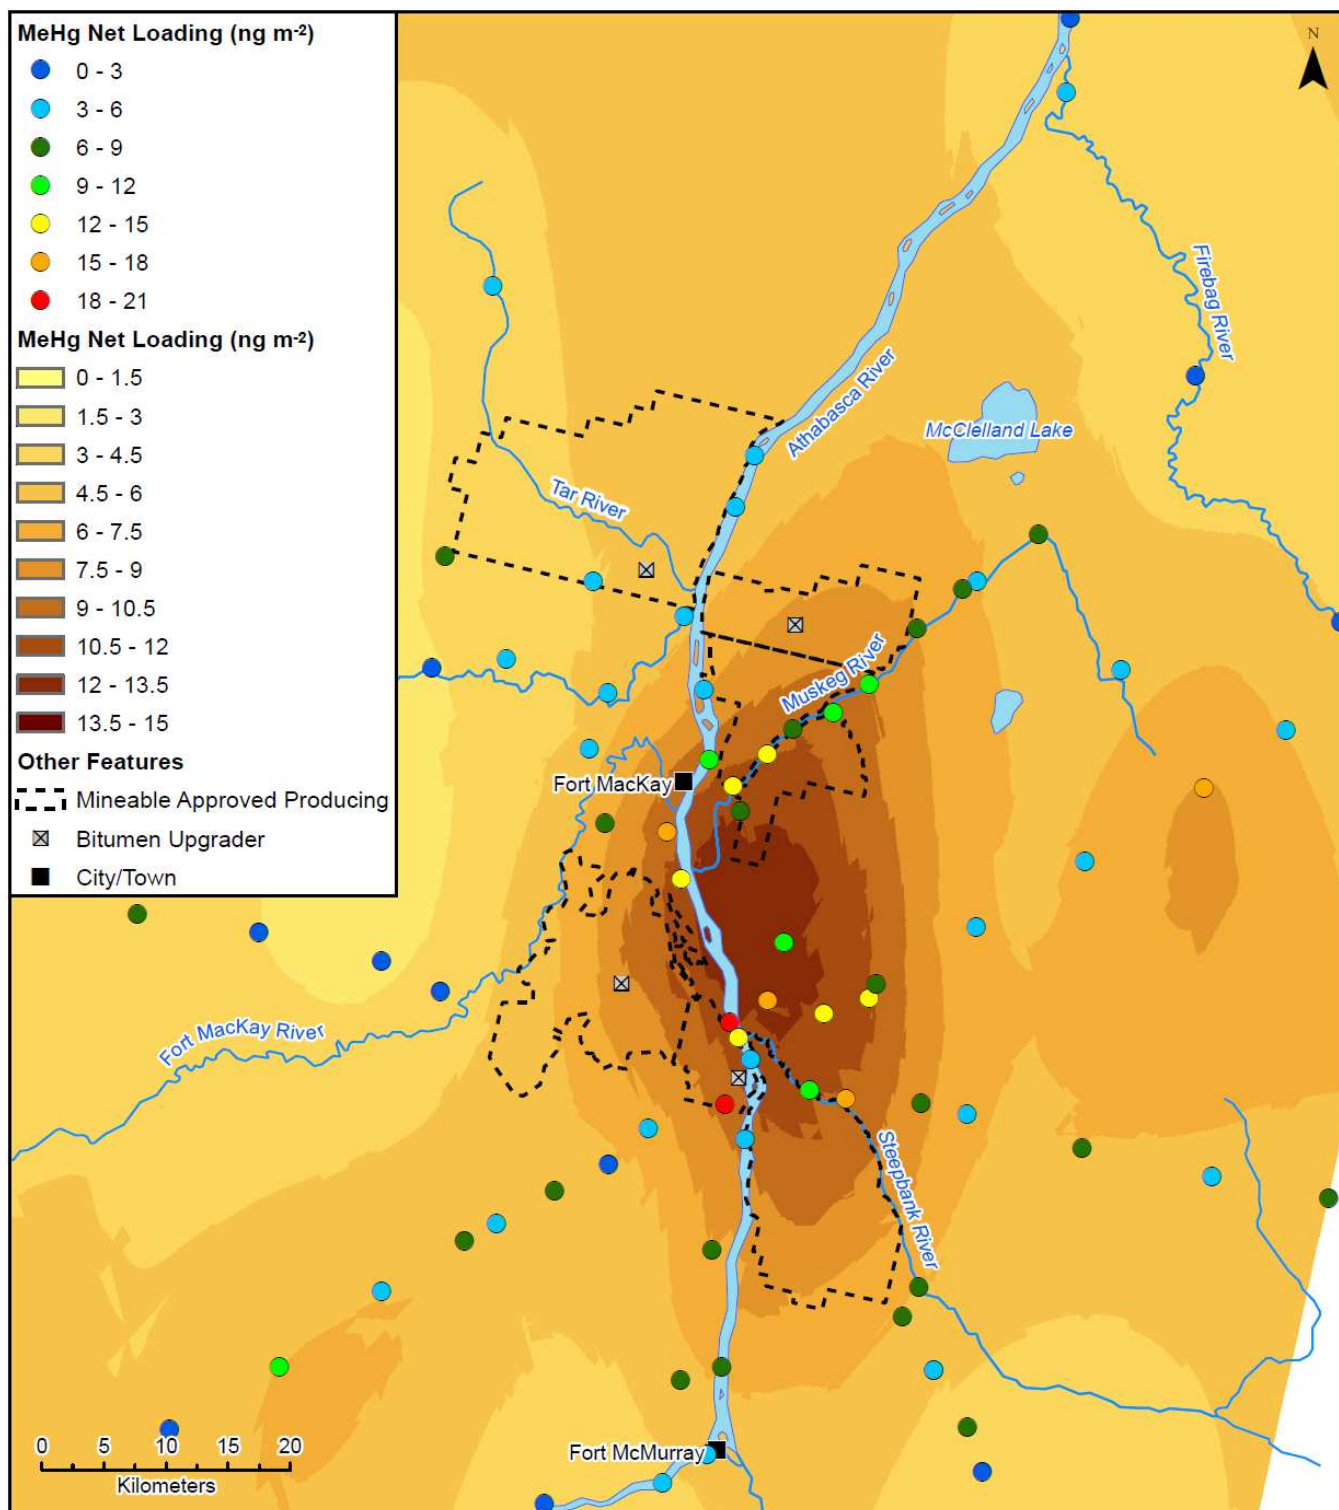 MeHg Net Loading (ng m-2)
0 - 3
3 - 6
6 - 9
9 - 12
12 - 15
15 - 18
18 - 21
MeHg Net Loading (ng m-2)
0 - 1.5
1.5 - 3
3 - 4.5
4.5 - 6
6 - 7.5
7.5 - 9
9 - 10.5
10.5 - 12
12 - 13.5
13.5 - 15
Other Features
Mineable Approved Producing
Bitumen Upgrader
City/Town
N
Firebag River
Athabasca River
McClelland Lake
Tar River
Muskeg River
Fort MacKay
Fort MacKay River
Steepbank River
Fort McMurray
0 5 10 15 20
Kilometers